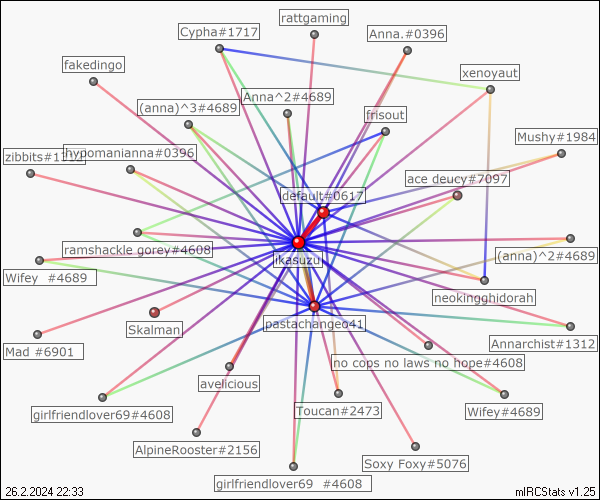 rattgaming
Cypha#1717
Anna.#0396
fakedingo
xenoyaut
Anna^2#4689
(anna)^3#4689
frisout
Mushy#1984
zibbits#1112
hypomanianna#0396
ace deucy#7097
default#0617
ramshackle gorey#4608
(anna)^2#4689
ikasuzu
Wifey #4689
neokingghidorah
Skalman
pastachangeo41
Annarchist#1312
Mad #6901
no cops no laws no hope#4608
avelicious
girlfriendlover69#4608
Toucan#2473
Wifey#4689
AlpineRooster#2156
Soxy Foxy#5076
girlfriendlover69 #4608
26.2.2024 22:33
mIRCStats v1.25